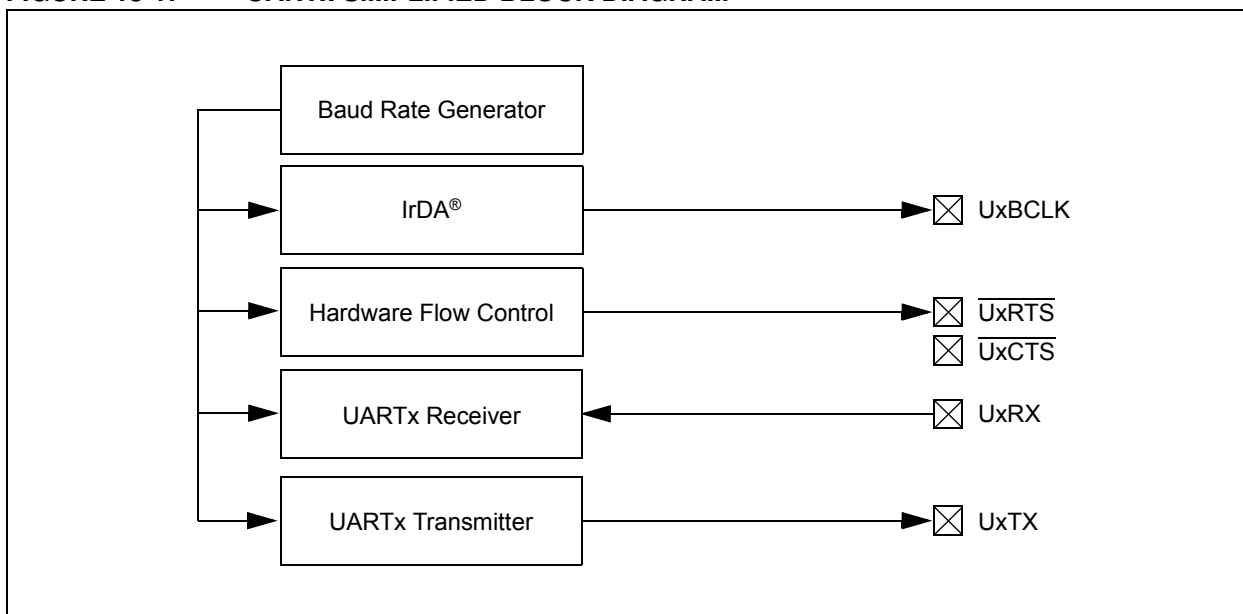 Baud Rate Generator
IrDA®
UxBCLK
Hardware Flow Control
UxRTS
UxCTS
UARTx Receiver
UxRX
UARTx Transmitter
UxTX